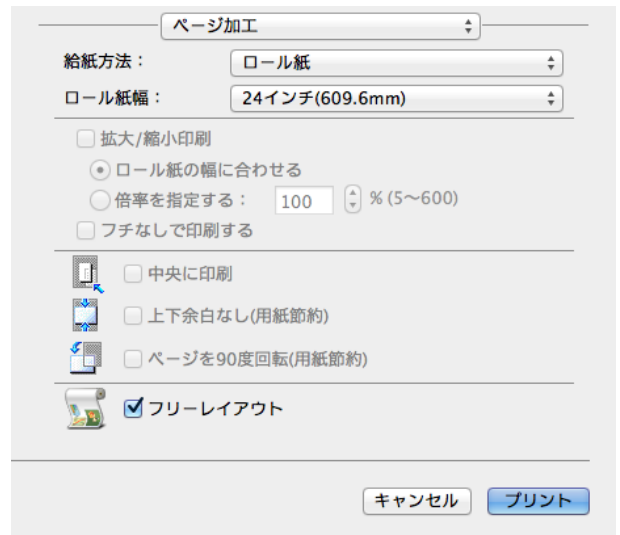 ページ加工
給紙方法： ロール紙
ロール紙幅： 24インチ(609.6mm)
拡大/縮小印刷
ロール紙の幅に合わせる
倍率を指定する： 100 % (5～600)
フチなしで印刷する
中央に印刷
上下余白なし(用紙節約)
ページを90度回転(用紙節約)
フリーレイアウト
キャンセル プリント